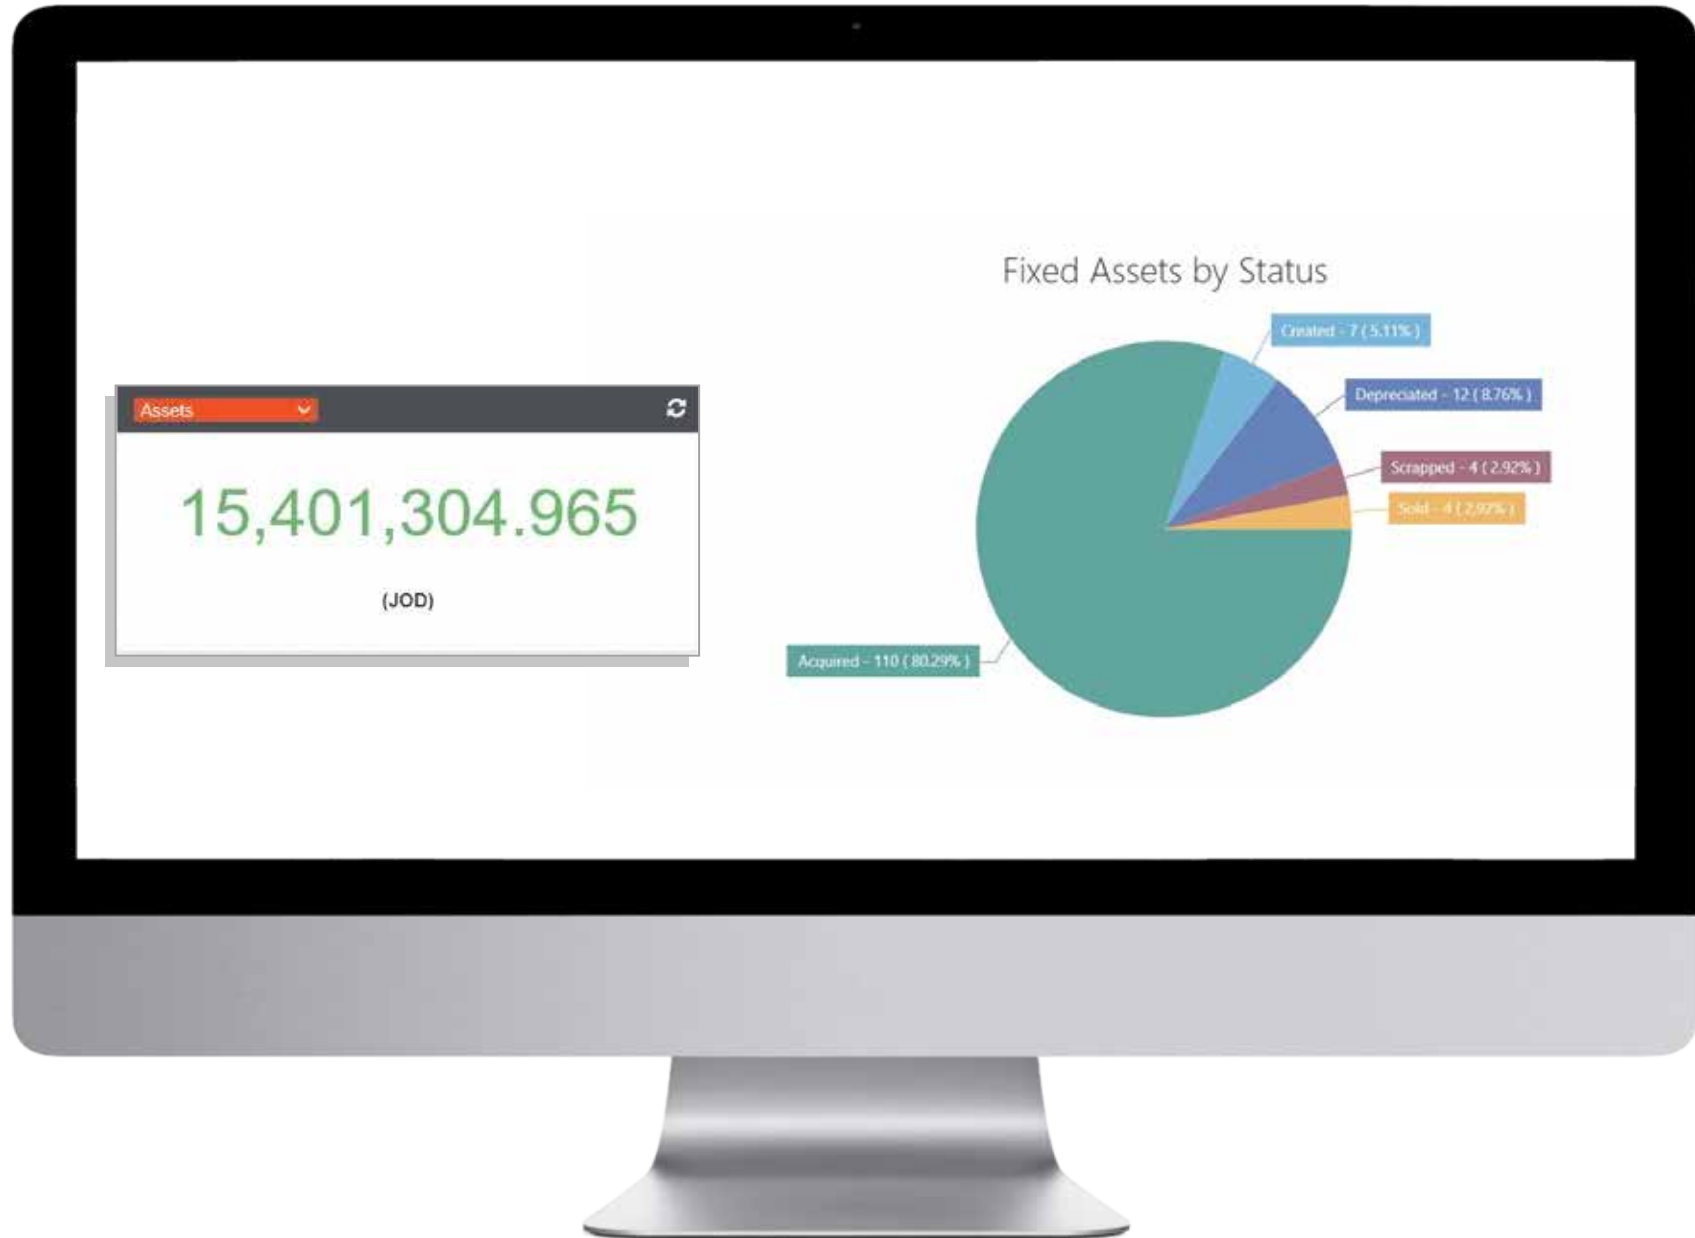 Fixed Assets by Status
Created - 7 ( 5.11% )
Depreciated - 12 ( 8.76% )
Assets
Scrapped - 4 ( 2.92% )
15,401,304.965
Sold - 4 ( 2.92% )
(JOD)
Acquired - 110 ( 80.29% )